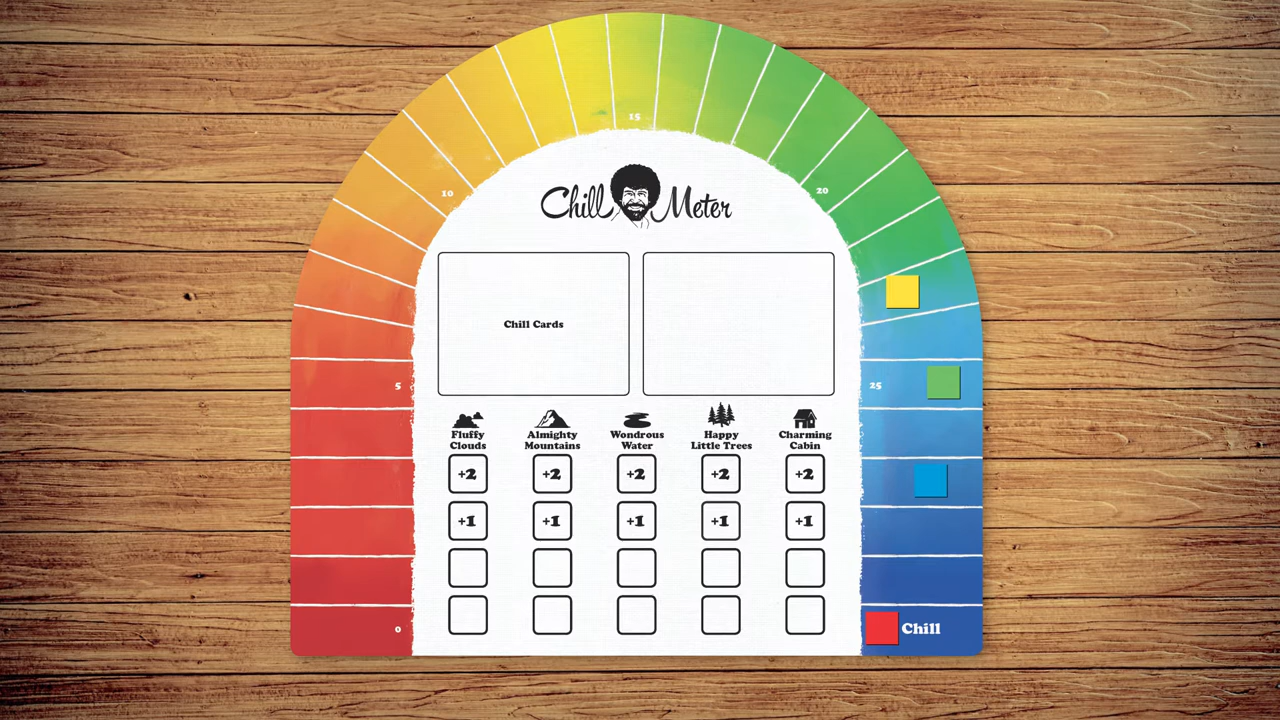 15
10
20
Chill Meter
Chill Cards
5
25
Fluffy Clouds
Almighty Mountains
Wondrous Water
Happy Little Trees
Charming Cabin
+2 +2 +2 +2 +2
+1 +1 +1 +1 +1
0
Chill